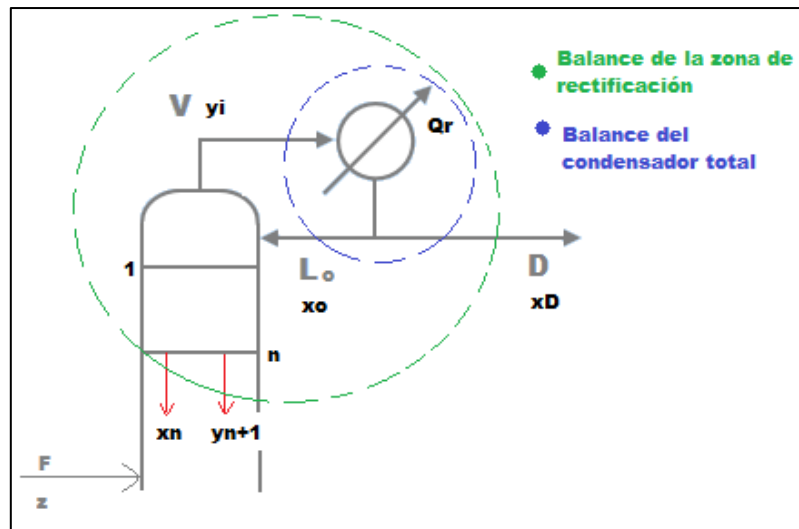 Balance de la zona de
rectificación
Balance del
condensador total
V yi
Qr
1
Lo
xo
D
xD
n
xn
yn+1
F
z